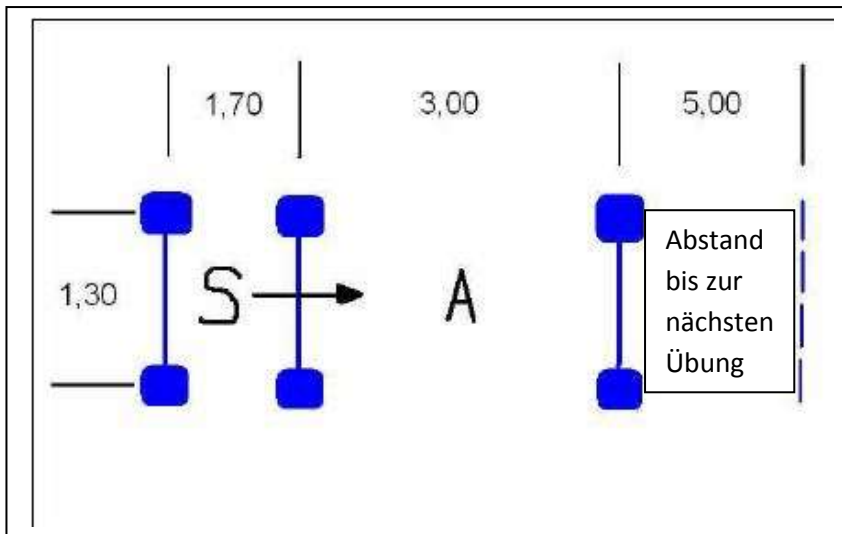 1,70
3,00
5,00
1,30
S
A
Abstand
bis zur
nächsten
Übung